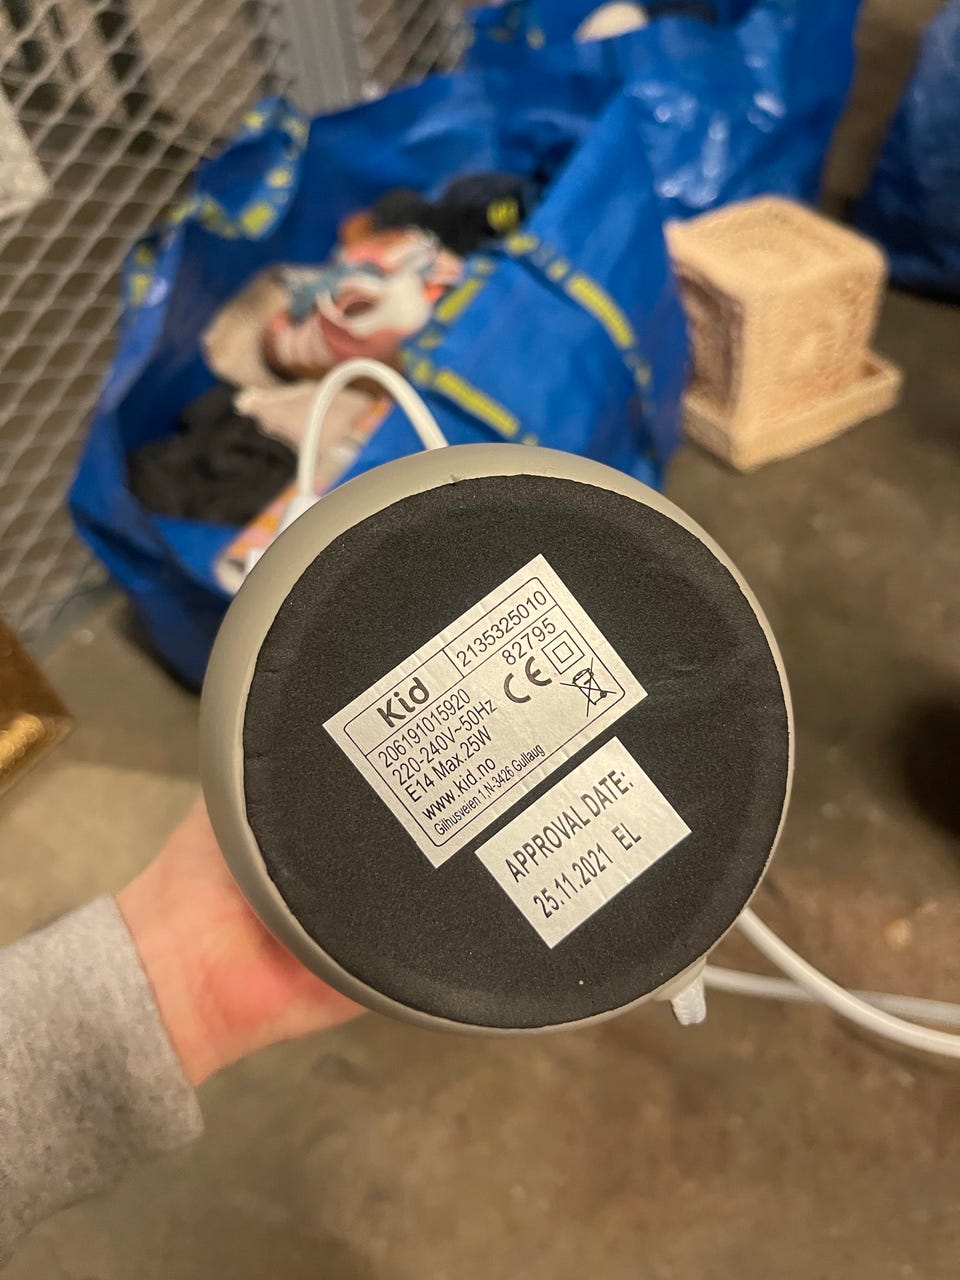 Kid
2135325010
206191015920
82795
220-240V~50Hz
CE
E14 Max.25W
www.kid.no
Gilhusveien 1,N-3426 Gullaug
APPROVAL DATE:
25.11.2021 EL